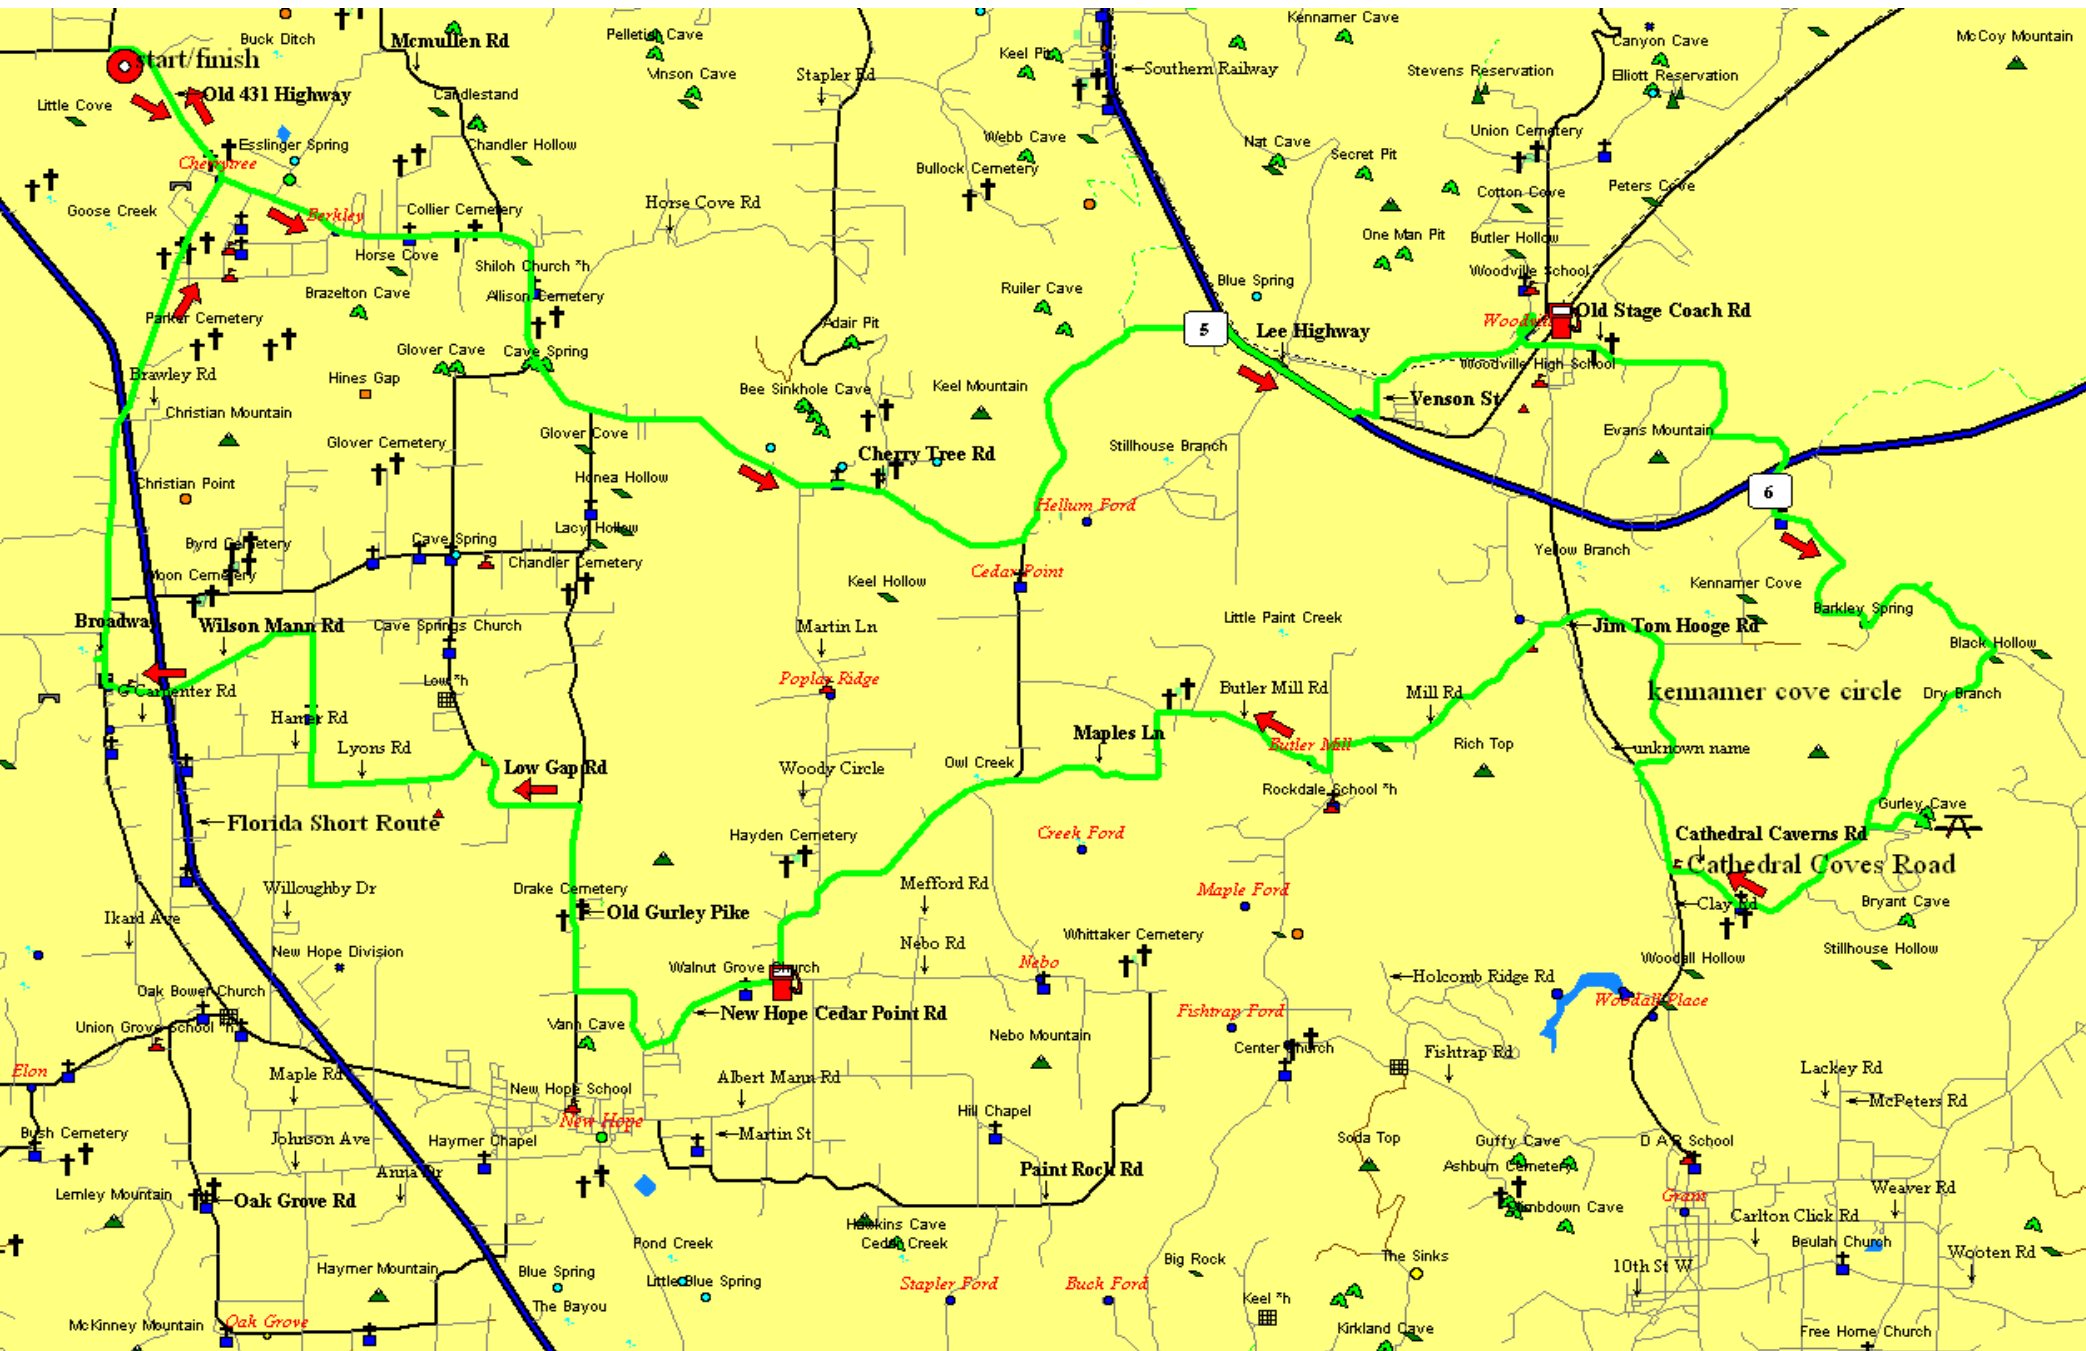 Buck Ditch
Mcmullen Rd
Pelletier Cave
Kennamer Cave
Canyon Cave
McCoy Mountain
start/finish
Keel Pit
Vinson Cave
Stapler Rd
Southern Railway
Stevens Reservation
Elliott Reservation
Little Cove
Old 431 Highway
Candlestand
Esslinger Spring
Chandler Hollow
Webb Cave
Nat Cave
Secret Pit
Union Cemetery
Cherrytree
Bullock Cemetery
Cotton Cove
Peters Cove
Goose Creek
Berkley
Collier Cemetery
Horse Cove Rd
One Man Pit
Butler Hollow
Horse Cove
Shiloh Church *h
Woodville School
Brazelton Cave
Allison Cemetery
Ruiler Cave
Blue Spring
Parker Cemetery
Adair Pit
5
Lee Highway
Old Stage Coach Rd
Glover Cave
Cave Spring
Woodville High School
Brawley Rd
Hines Gap
Bee Sinkhole Cave
Keel Mountain
Venson St
Christian Mountain
Glover Cemetery
Glover Cove
Cherry Tree Rd
Stillhouse Branch
Evans Mountain
Christian Point
Honea Hollow
6
Hellum Ford
Byrd Cemetery
Cave Spring
Lacy Hollow
Yellow Branch
Moon Cemetery
Chandler Cemetery
Cedar Point
Keel Hollow
Kennamer Cove
Barkley Spring
Broadway
Wilson Mann Rd
Cave Springs Church
Martin Ln
Little Paint Creek
Jim Tom Hooge Rd
Black Hollow
Low *h
Poplar Ridge
G Carpenter Rd
Butler Mill Rd
Mill Rd
kennamer cove circle
Dry Branch
Hamer Rd
Lyons Rd
Maples Ln
Butler Mill
Rich Top
unknown name
Low Gap Rd
Woody Circle
Owl Creek
Rockdale School *h
Gurley Cave
Florida Short Route
Hayden Cemetery
Creek Ford
Cathedral Caverns Rd
Cathedral Coves Road
Willoughby Dr
Drake Cemetery
Mefford Rd
Maple Ford
Clay Rd
Bryant Cave
Ikard Ave
Old Gurley Pike
New Hope Division
Nebo Rd
Whittaker Cemetery
Stillhouse Hollow
Walnut Grove Church
Nebo
Woodall Hollow
Holcomb Ridge Rd
Oak Bower Church
New Hope Cedar Point Rd
Woodall Place
Union Grove School *h
Vann Cave
Nebo Mountain
Fishtrap Ford
Center Church
Fishtrap Rd
Elon
Maple Rd
New Hope School
Albert Mann Rd
Lackey Rd
McPeters Rd
New Hope
Hill Chapel
Bush Cemetery
Johnson Ave
Haymer Chapel
Martin St
Soda Top
Guffy Cave
D A R School
Anna Dr
Paint Rock Rd
Ashburn Cemetery
Lemley Mountain
Oak Grove Rd
Grant
Weaver Rd
Hawkins Cave
Carlton Click Rd
Pond Creek
Cedar Creek
Big Rock
The Sinks
Beulah Church
Wooten Rd
Haymer Mountain
Blue Spring
Little Blue Spring
Stapler Ford
Buck Ford
10th St W
The Bayou
Keel *h
McKinney Mountain
Oak Grove
Kirkland Cave
Free Home Church